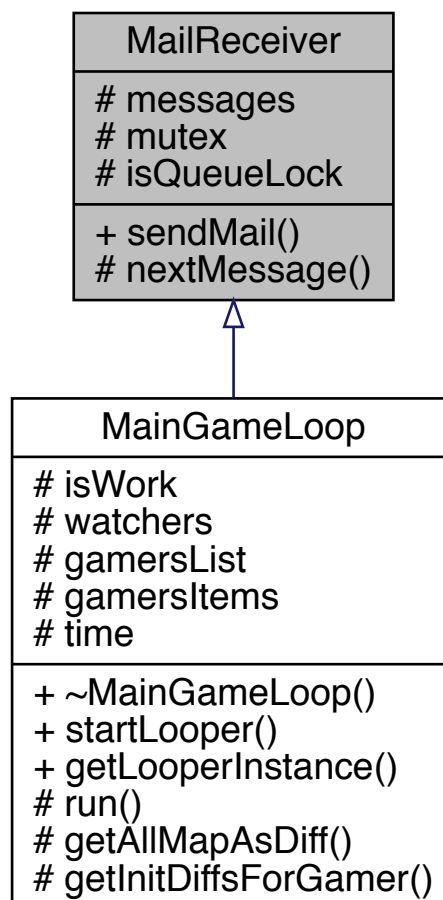 MailReceiver
# messages
# mutex
# isQueueLock
+ sendMail()
# nextMessage()
MainGameLoop
# isWork
# watchers
# gamersList
# gamersItems
# time
+ ~MainGameLoop()
+ startLooper()
+ getLooperInstance()
# run()
# getAllMapAsDiff()
# getInitDiffsForGamer()